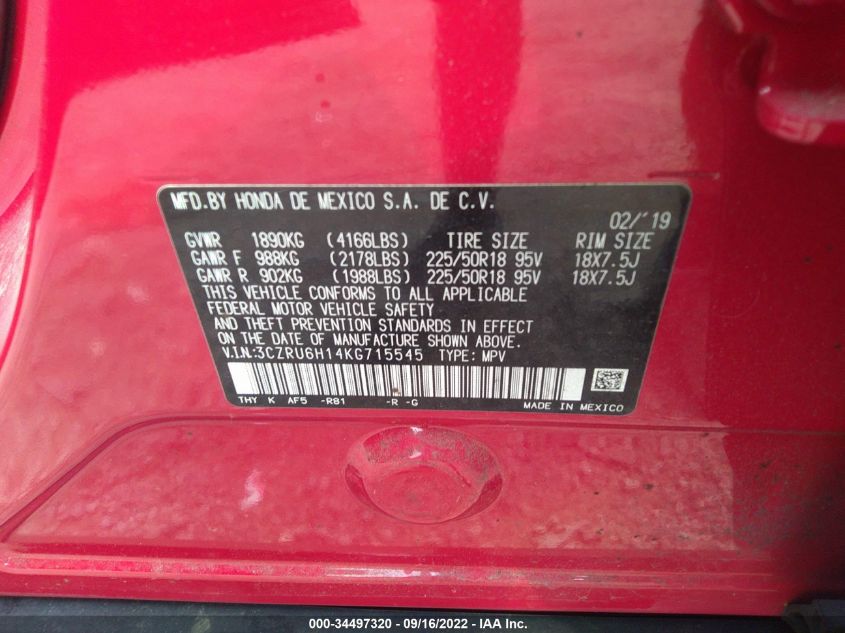 MFD.BY HONDA DE MEXICO S.A. DE C.V.
02/'19
GVWR 1890KG (4166LBS) TIRE SIZE RIM SIZE
GAWR F 988KG (2178LBS) 225/50R18 95V 18X7.5J
GAWR R 902KG (1988LBS) 225/50R18 95V 18X7.5J
THIS VEHICLE CONFORMS TO ALL APPLICABLE
FEDERAL MOTOR VEHICLE SAFETY
AND THEFT PREVENTION STANDARDS IN EFFECT
ON THE DATE OF MANUFACTURE SHOWN ABOVE.
V.I.N:3CZRU6H14KG715545 TYPE: MPV
THY K AF5 -R81 -R -G
MADE IN MEXICO
000-34497320 - 09/16/2022 - IAA Inc.